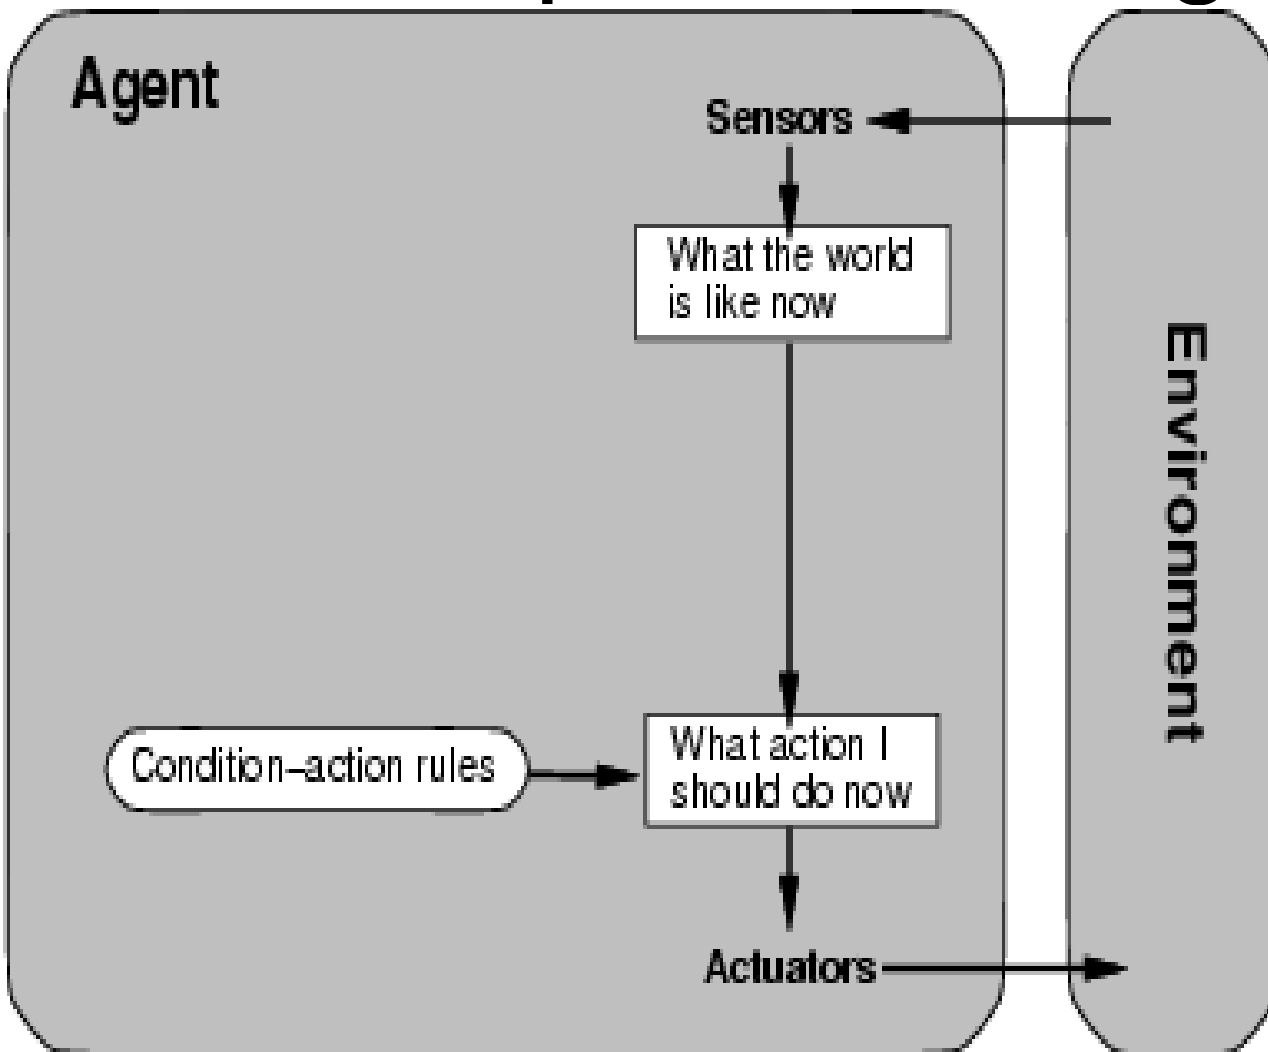 Agent
Sensors
What the world
is like now
Environment
Condition–action rules
What action I
should do now
Actuators